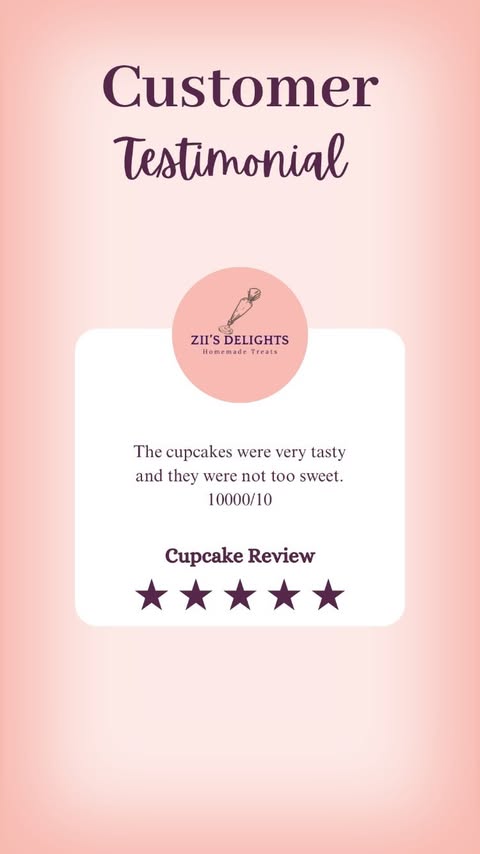 Customer
Testimonial
ZII'S DELIGHTS
Homemade Treats
The cupcakes were very tasty
and they were not too sweet.
10000/10
Cupcake Review